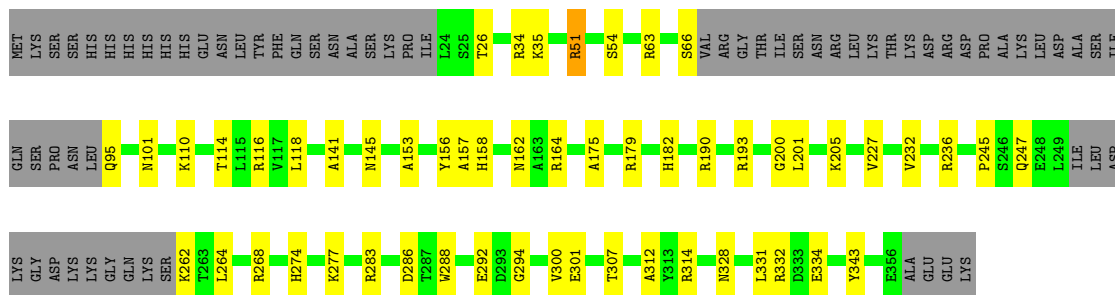 MET LYS SER SER HIS HIS HIS HIS HIS HIS GLU ASN LEU TYR PHE GLN SER ASN ALA SER LYS PRO ILE L24 S25 T26 R34 K35 R51 S54 R63 S66 VAL ARG GLY THR ILE SER ASN ARG LEU LYS THR LYS ASP ARG ASP PRO ALA LYS LEU ASP ALA SER ILE
GLN SER PRO ASN LEU Q95 N101 K110 T114 L115 R116 V117 L118 A141 N145 A153 Y156 A157 H158 N162 A163 R164 A175 R179 H182 R190 R193 G200 L201 K205 V227 V232 R236 P245 S246 Q247 E248 L249 ILE LEU ASP
LYS GLY ASP LYS LYS GLY GLN LYS SER K262 T263 L264 R268 H274 K277 R283 D286 T287 W288 E292 D293 G294 V300 E301 T307 A312 Y313 R314 N328 L331 R332 D333 E334 Y343 E356 ALA GLU GLU LYS